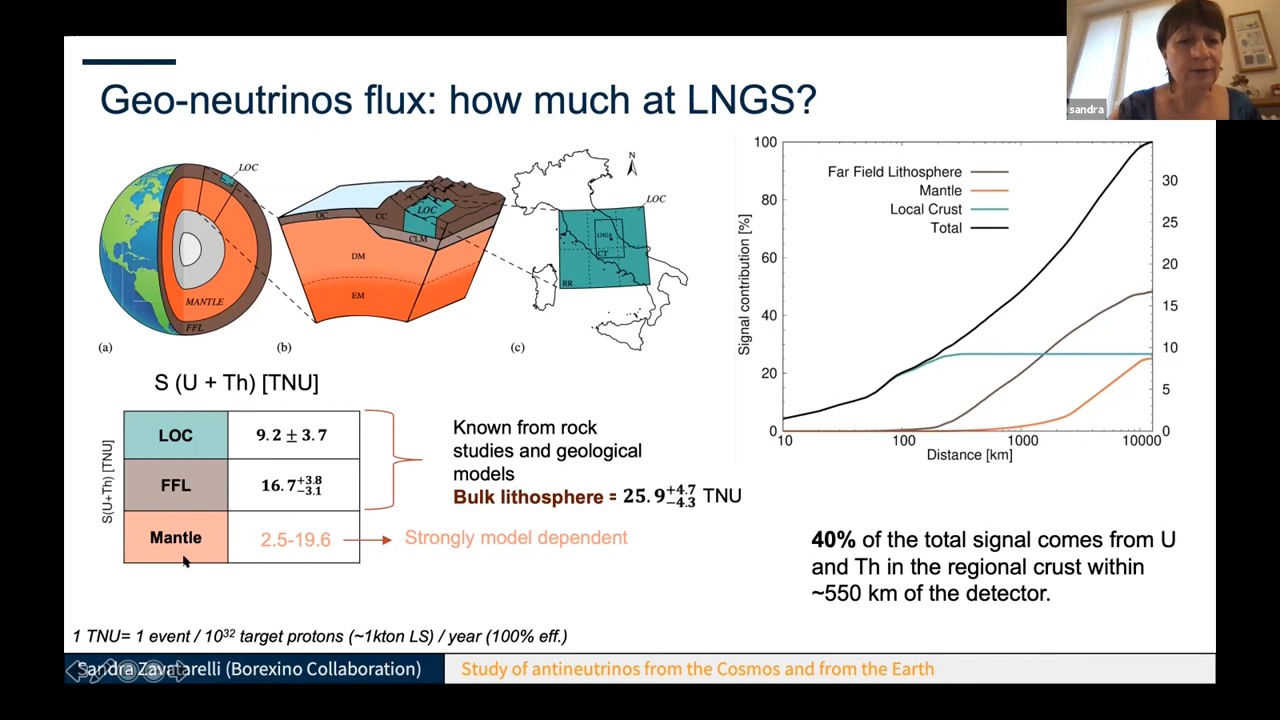 sandra
Geo-neutrinos flux: how much at LNGS?
LOC
MANTLE
FFL
(a)
OC
CC
LOC
CLM
DM
EM
(b)
N
LOC
LNGS
CT
RR
(c)
Signal contribution [%]
100
80
60
40
20
0
Far Field Lithosphere
Mantle
Local Crust
Total
30
25
20
15
10
5
0
10
100
1000
10000
Distance [km]
S (U + Th) [TNU]
S(U+Th) [TNU]
LOC 9.2 ± 3.7
FFL 16.7 +3.8 −3.1
Mantle 2.5-19.6
Known from rock
studies and geological
models
Bulk lithosphere = 25.9 +4.7 −4.3 TNU
Strongly model dependent
40% of the total signal comes from U
and Th in the regional crust within
~550 km of the detector.
1 TNU= 1 event / 10³² target protons (~1kton LS) / year (100% eff.)
Sandra Zavatarelli (Borexino Collaboration)
Study of antineutrinos from the Cosmos and from the Earth